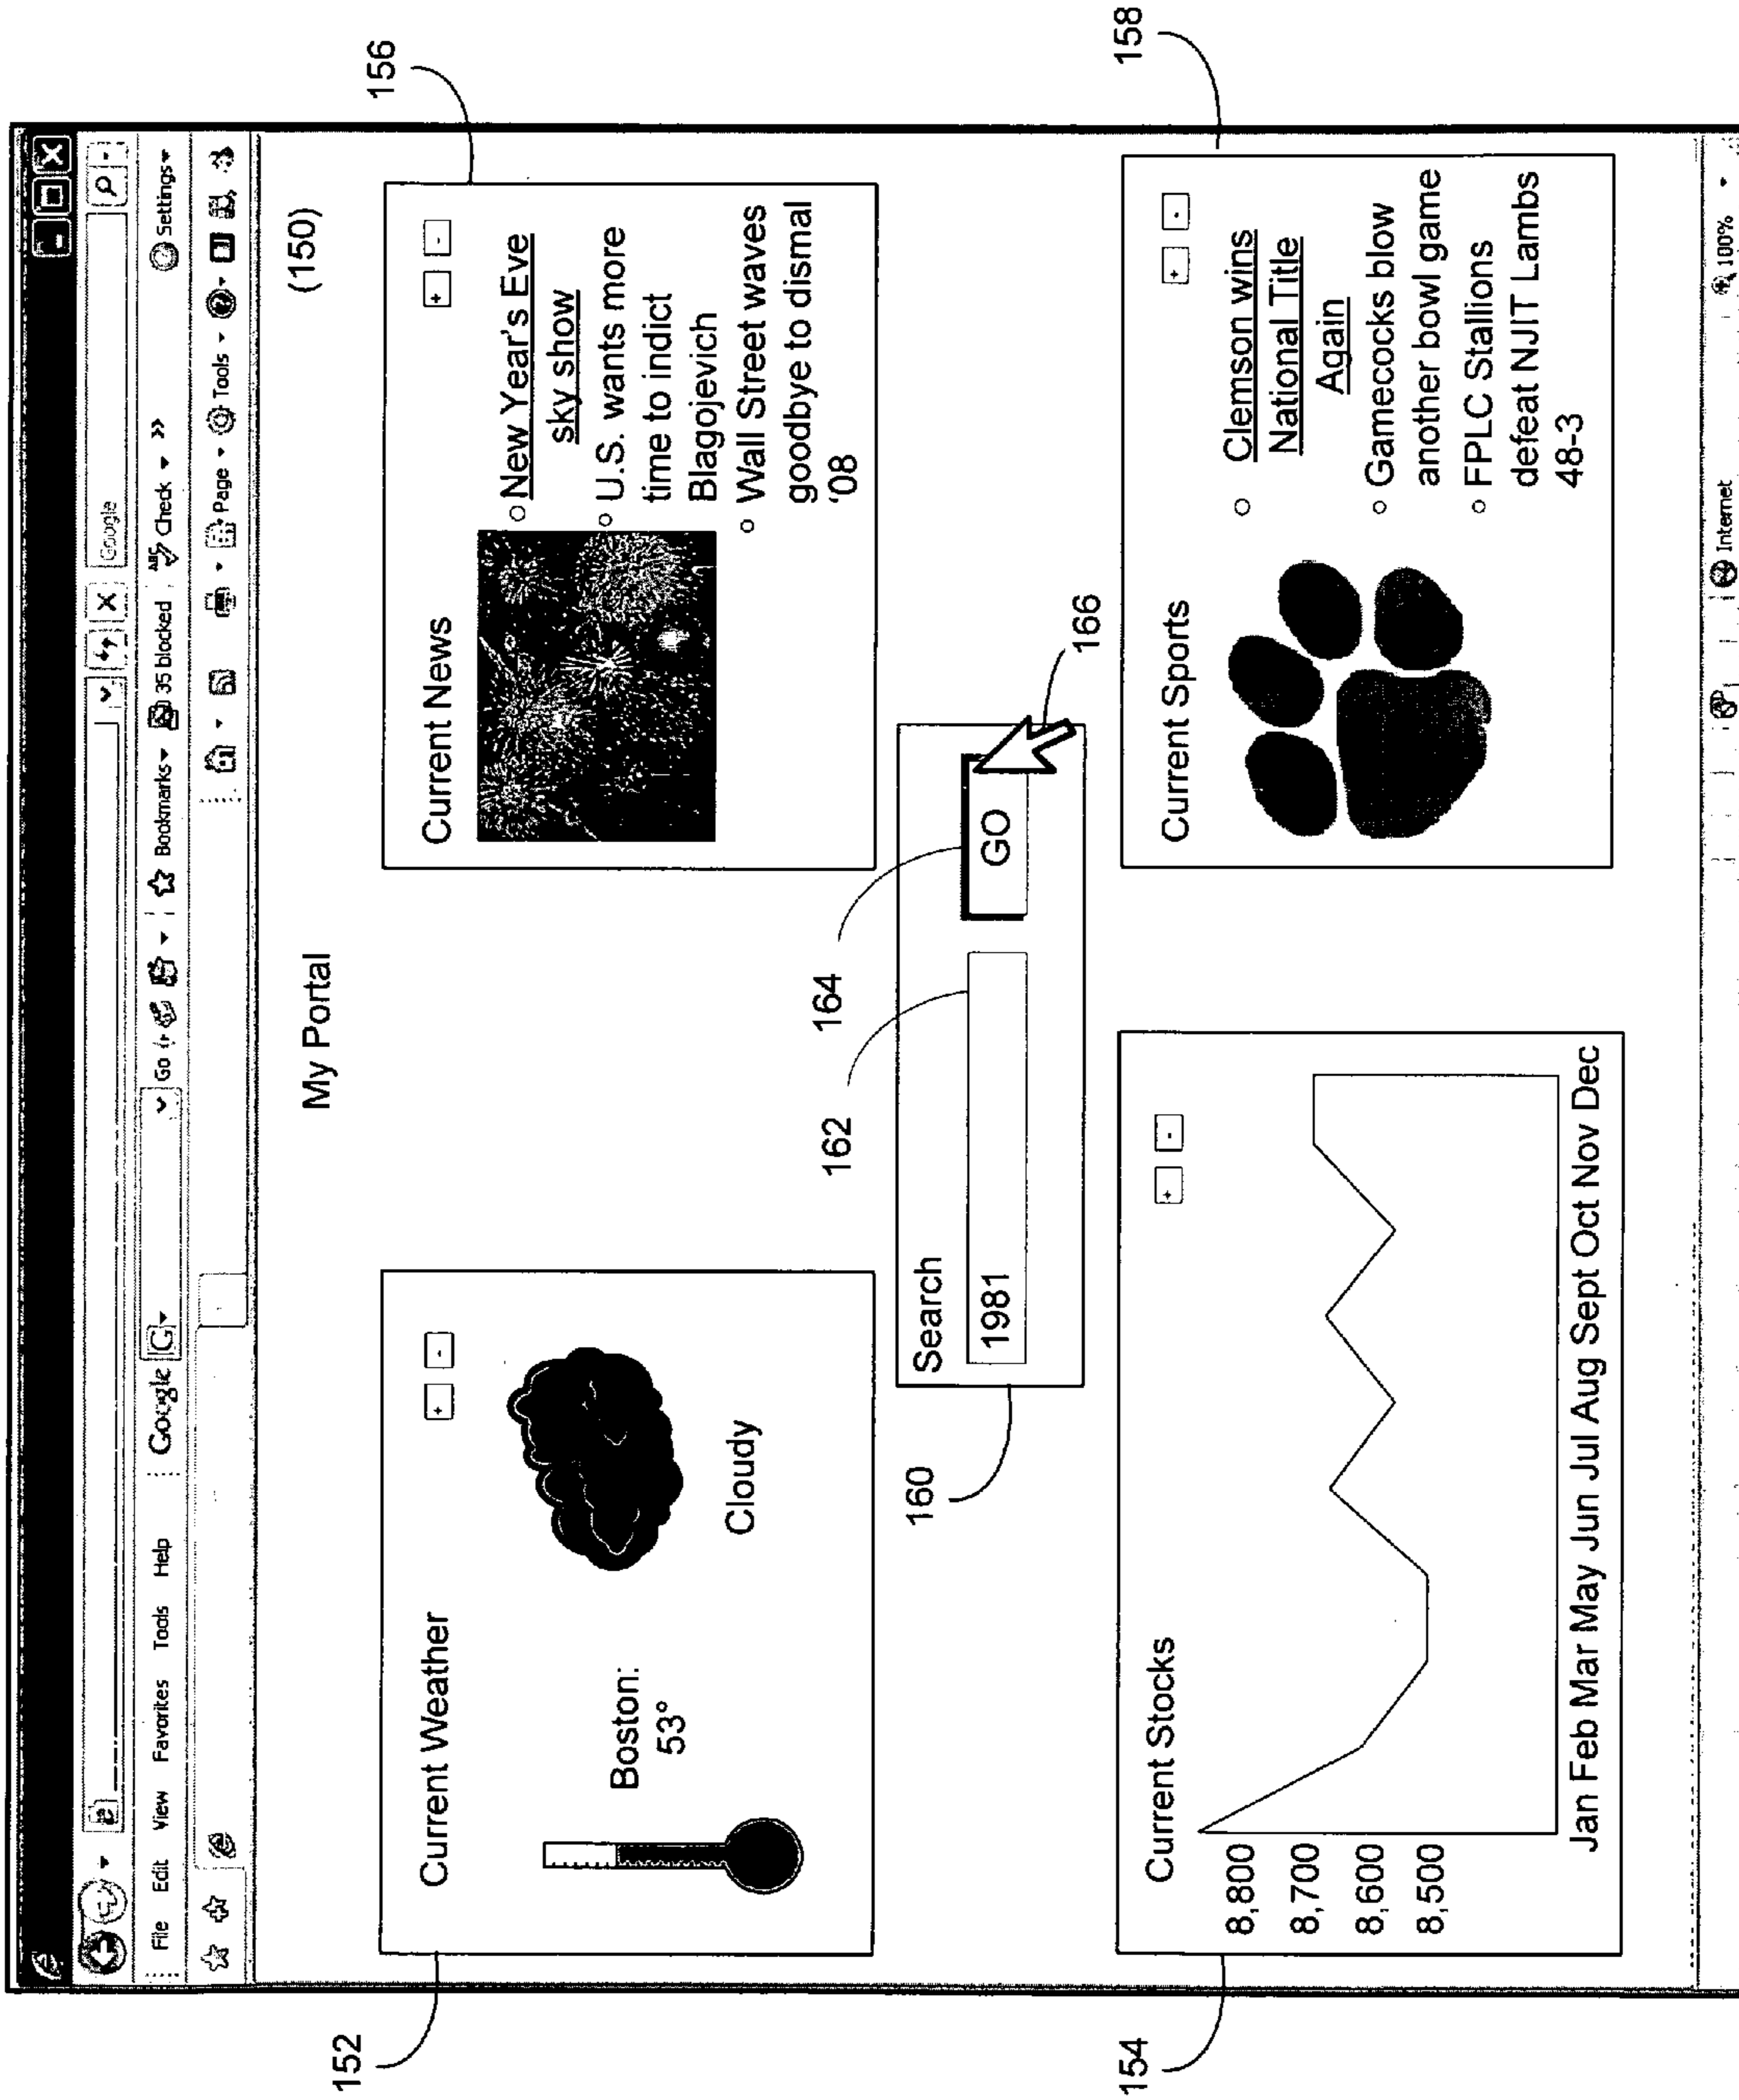 Google
File Edit View Favorites Tools Help
Google G Go Bookmarks 35 blocked ABC Check » Settings
Page Tools
My Portal
(150)
152
Current Weather
+ -
Boston:
53°
Cloudy
156
Current News
+ -
○ New Year's Eve
sky show
○ U.S. wants more
time to indict
Blagojevich
○ Wall Street waves
goodbye to dismal
'08
160
162
164
166
Search
1981
GO
154
Current Stocks
+ -
8,800
8,700
8,600
8,500
Jan Feb Mar May Jun Jul Aug Sept Oct Nov Dec
158
Current Sports
+ -
○ Clemson wins
National Title
Again
○ Gamecocks blow
another bowl game
○ FPLC Stallions
defeat NJIT Lambs
48-3
Internet
100%